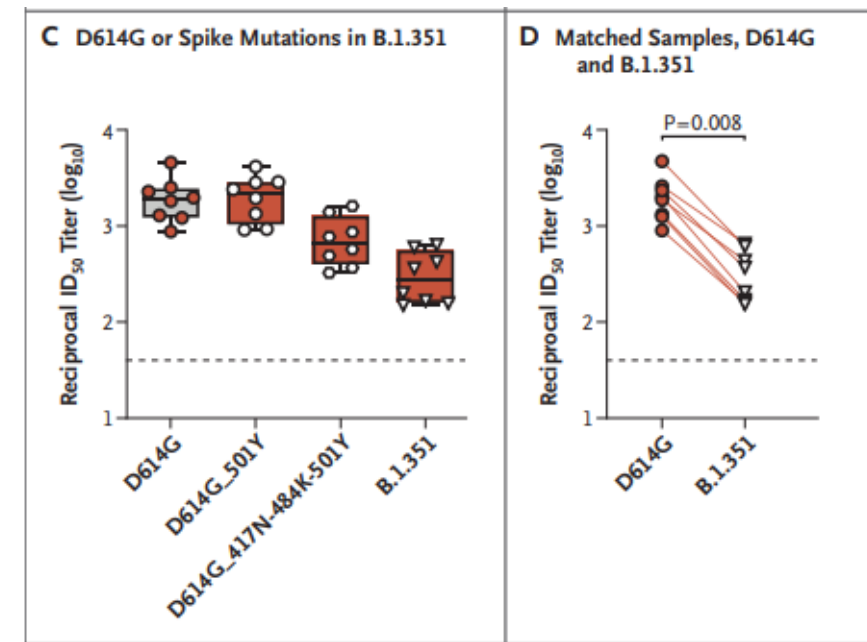 C D614G or Spike Mutations in B.1.351
Reciprocal ID50 Titer (log10)
4
3
2
1
D614G
D614G_501Y
D614G_417N-484K-501Y
B.1.351
D Matched Samples, D614G
and B.1.351
P=0.008
Reciprocal ID50 Titer (log10)
4
3
2
1
D614G
B.1.351